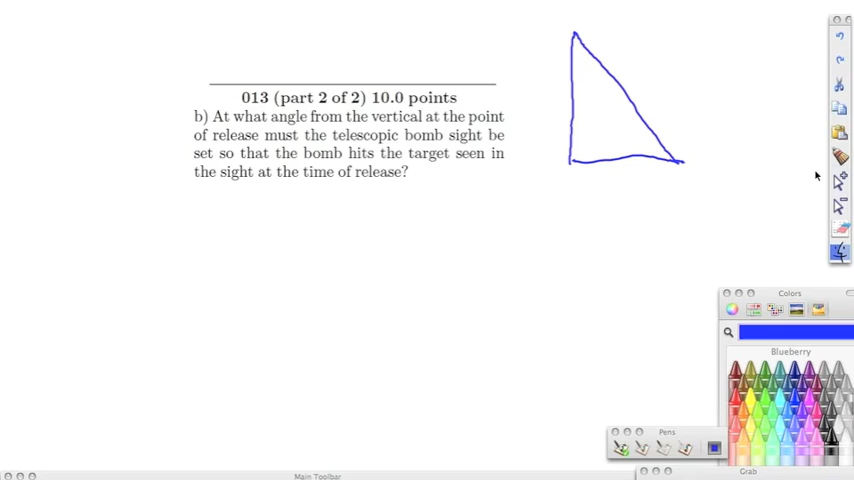 013 (part 2 of 2) 10.0 points
b) At what angle from the vertical at the point
of release must the telescopic bomb sight be
set so that the bomb hits the target seen in
the sight at the time of release?
Colors
Blueberry
Pens
Grab
Main Toolbar